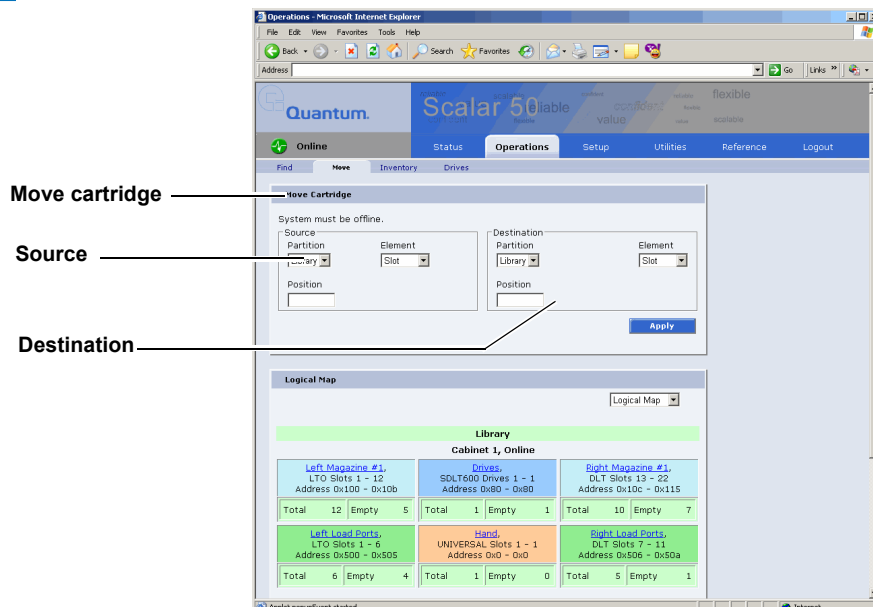 Operations - Microsoft Internet Explorer
File Edit View Favorites Tools Help
Back Search Favorites
Address Go Links »
Quantum.
Scalar 50
reliable
value
confident
flexible
scalable
Online Status Operations Setup Utilities Reference Logout
Find Move Inventory Drives
Move cartridge
Move Cartridge
System must be offline.
Source Destination
Partition Element Partition Element
Source
Library Slot Library Slot
Position Position
Apply
Destination
Logical Map
Logical Map
Library
Cabinet 1, Online
Left Magazine #1, Drives, Right Magazine #1,
LTO Slots 1 - 12 SDLT600 Drives 1 - 1 DLT Slots 13 - 22
Address 0x100 - 0x10b Address 0x80 - 0x80 Address 0x10c - 0x115
Total 12 Empty 5 Total 1 Empty 1 Total 10 Empty 7
Left Load Ports, Hand, Right Load Ports,
LTO Slots 1 - 6 UNIVERSAL Slots 1 - 1 DLT Slots 7 - 11
Address 0x500 - 0x505 Address 0x0 - 0x0 Address 0x506 - 0x50a
Total 6 Empty 4 Total 1 Empty 0 Total 5 Empty 1
Applet popupEvent started Internet